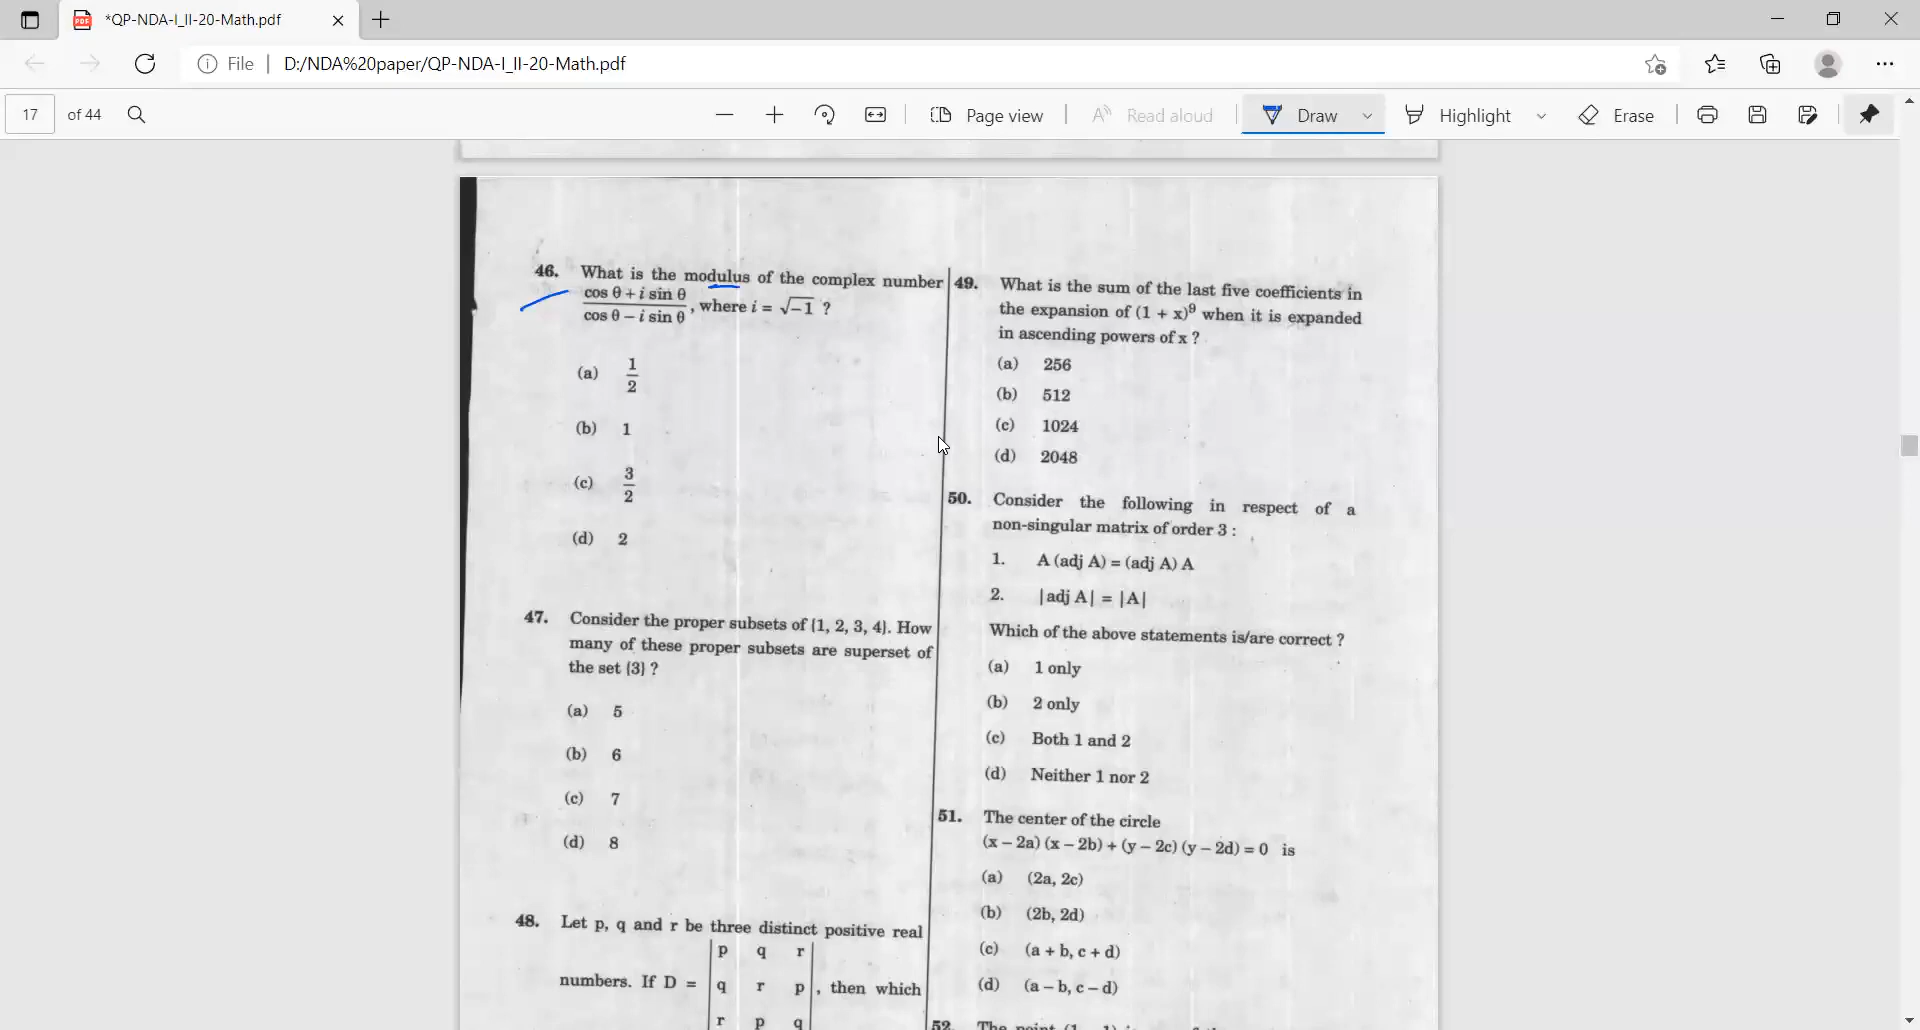 *QP-NDA-I_II-20-Math.pdf
File | D:/NDA%20paper/QP-NDA-I_II-20-Math.pdf
17 of 44
Page view
Read aloud
Draw
Highlight
Erase
46. What is the modulus of the complex number
cos θ + i sin θ
cos θ – i sin θ , where i = √–1 ?
(a) 1/2
(b) 1
(c) 3/2
(d) 2
47. Consider the proper subsets of {1, 2, 3, 4}. How
many of these proper subsets are superset of
the set {3} ?
(a) 5
(b) 6
(c) 7
(d) 8
48. Let p, q and r be three distinct positive real
p q r
numbers. If D = q r p , then which
r p q
49. What is the sum of the last five coefficients in
the expansion of (1 + x)⁹ when it is expanded
in ascending powers of x ?
(a) 256
(b) 512
(c) 1024
(d) 2048
50. Consider the following in respect of a
non-singular matrix of order 3 :
1. A (adj A) = (adj A) A
2. |adj A| = |A|
Which of the above statements is/are correct ?
(a) 1 only
(b) 2 only
(c) Both 1 and 2
(d) Neither 1 nor 2
51. The center of the circle
(x – 2a) (x – 2b) + (y – 2c) (y – 2d) = 0 is
(a) (2a, 2c)
(b) (2b, 2d)
(c) (a + b, c + d)
(d) (a – b, c – d)
52. The point (1, – 1) is